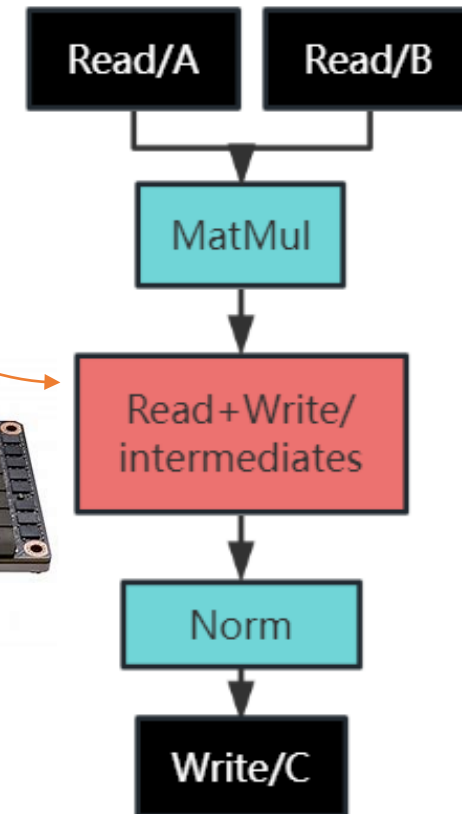 Read/A
Read/B
MatMul
Read+Write/
intermediates
Norm
Write/C